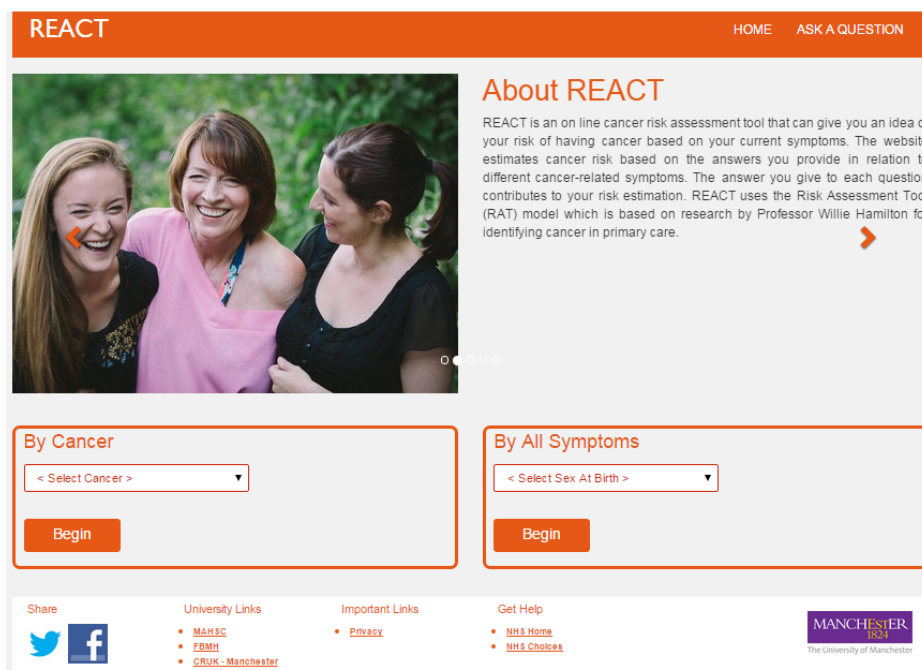 REACT
HOME ASK A QUESTION
About REACT
REACT is an on line cancer risk assessment tool that can give you an idea
your risk of having cancer based on your current symptoms. The
estimates cancer risk based on the answers you provide in relation
different cancer-related symptoms. The answer you give to each
contributes to your risk estimation. REACT uses the Risk Assessment
(RAT) model which is based on research by Professor Willie Hamilton
identifying cancer in primary care.
By Cancer
< Select Cancer >
Begin
By All Symptoms
< Select Sex At Birth >
Begin
Share
University Links
MAHSC
FBMH
CRUK - Manchester
Important Links
Privacy
Get Help
NHS Home
NHS Choices
MANCHESTER
1824
The University of Manchester